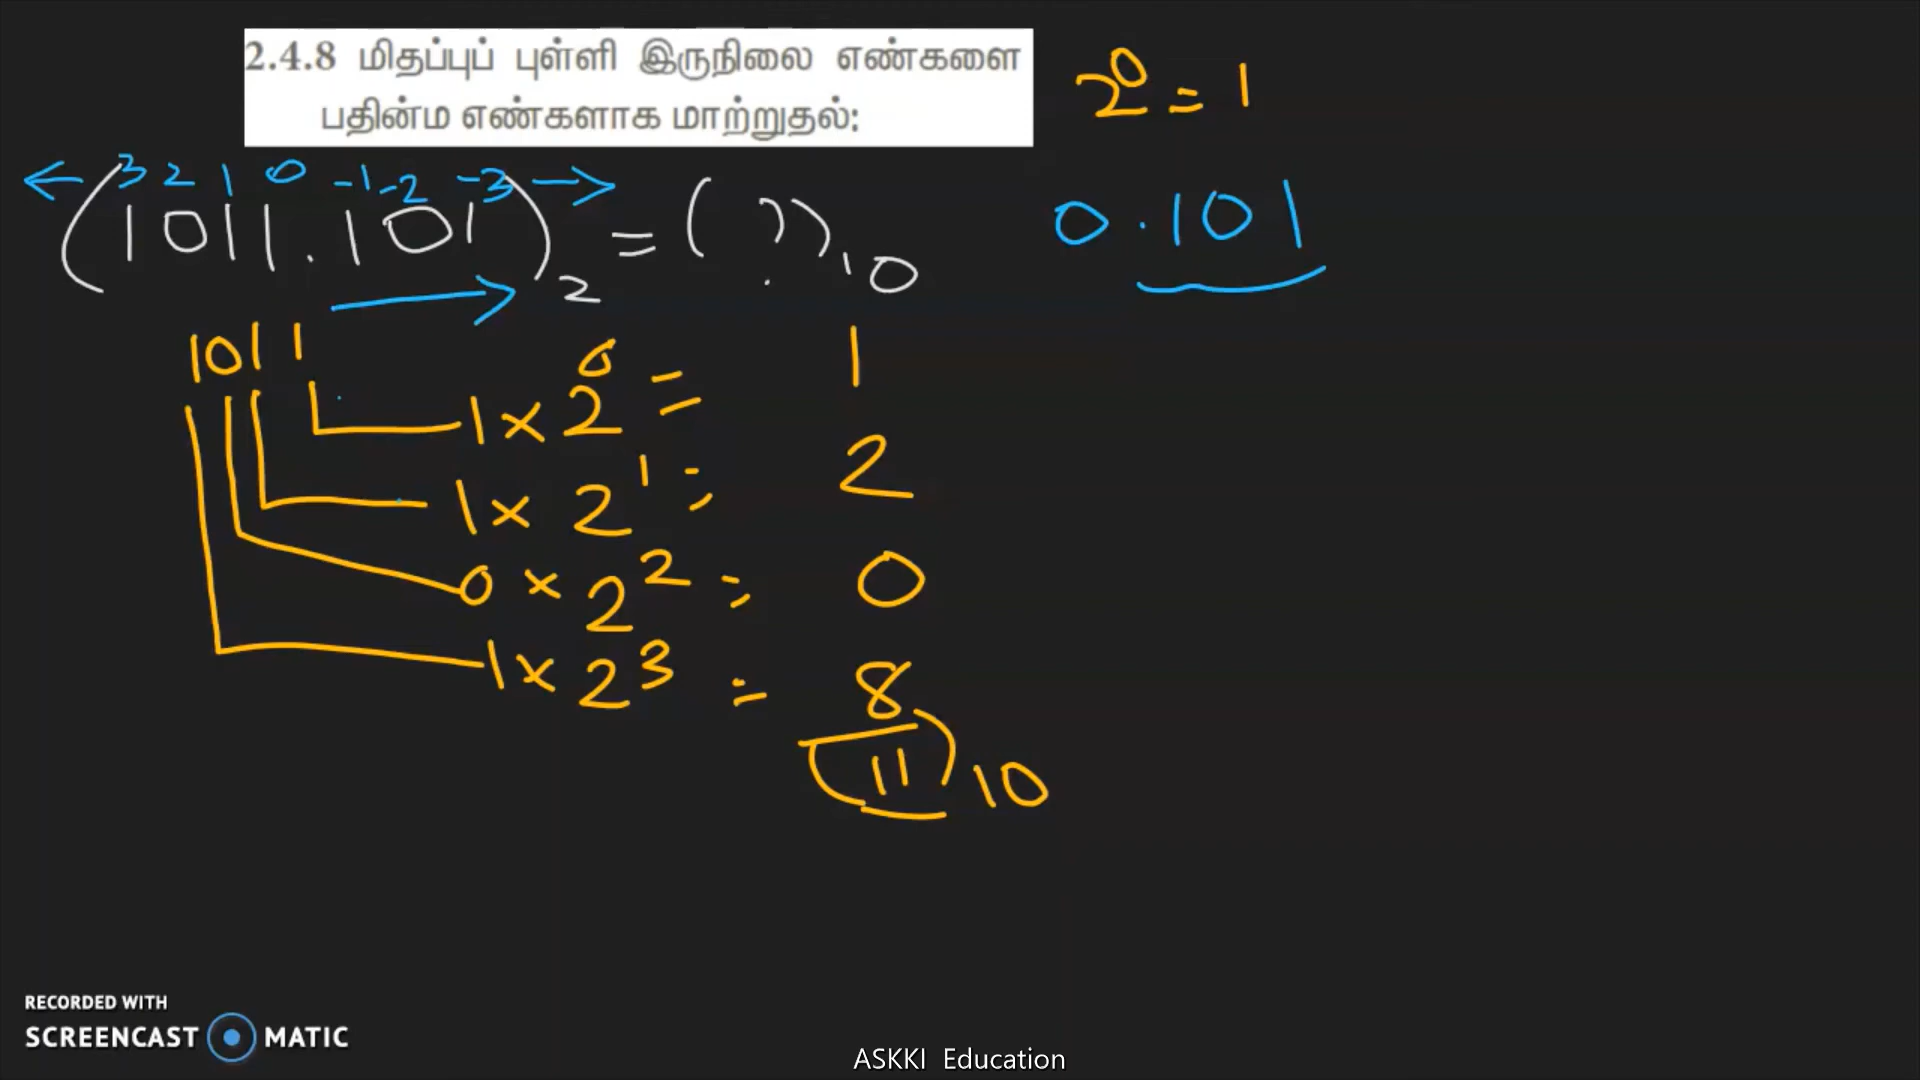 2.4.8 மிதப்புப் புள்ளி இருநிலை எண்களை
பதின்ம எண்களாக மாற்றுதல்:
2⁰ = 1
3 2 1 0 -1 -2 -3
(1011.101)₂ = ( ? )₁₀
0.101
1011
1 × 2⁰ = 1
1 × 2¹ = 2
0 × 2² = 0
1 × 2³ = 8
(11)₁₀
RECORDED WITH
SCREENCAST MATIC
ASKKI Education